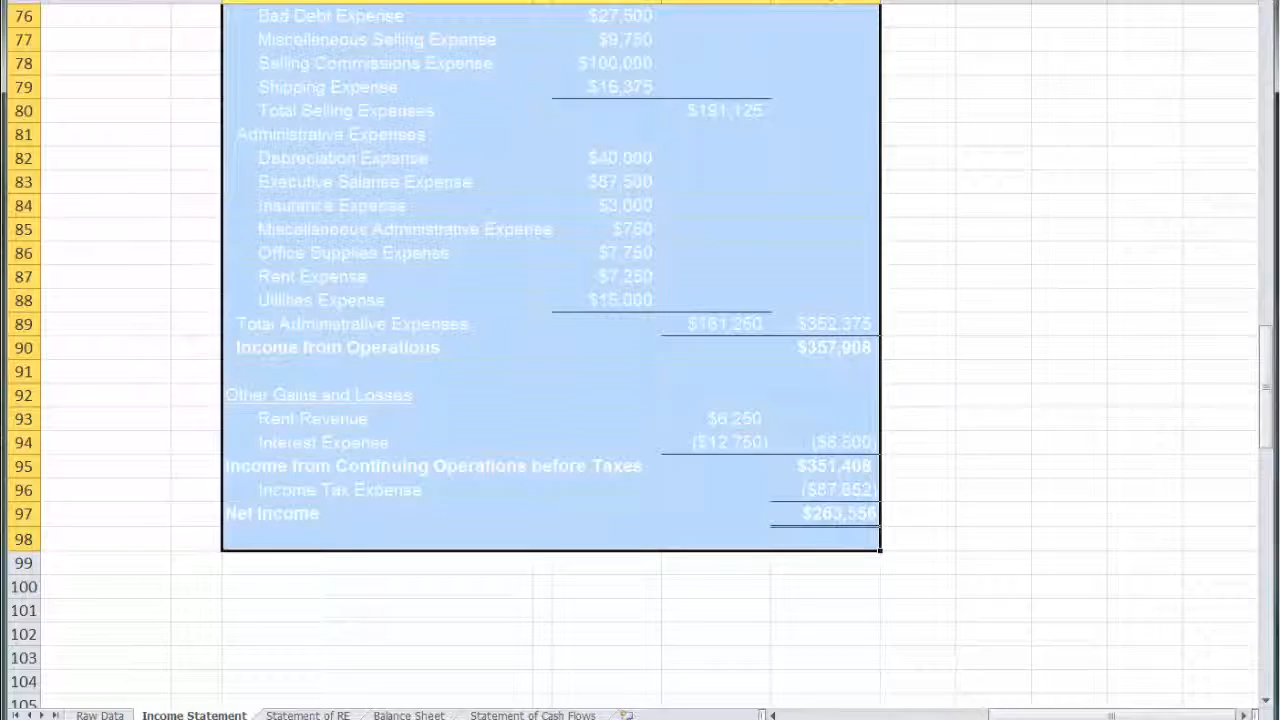 76 Bad Debt Expense $27,500
77 Miscellaneous Selling Expense $9,750
78 Selling Commissions Expense $100,000
79 Shipping Expense $16,375
80 Total Selling Expenses $191,125
81 Administrative Expenses
82 Depreciation Expense $40,000
83 Executive Salaries Expense $87,500
84 Insurance Expense $3,000
85 Miscellaneous Administrative Expense $750
86 Office Supplies Expense $7,750
87 Rent Expense $7,250
88 Utilities Expense $15,000
89 Total Administrative Expenses $161,250 $352,375
90 Income from Operations $357,908
91
92 Other Gains and Losses
93 Rent Revenue $6,250
94 Interest Expense ($12,750) ($6,500)
95 Income from Continuing Operations before Taxes $351,408
96 Income Tax Expense ($87,852)
97 Net Income $263,556
98
99
100
101
102
103
104
105
Raw Data Income Statement Statement of RE Balance Sheet Statement of Cash Flows